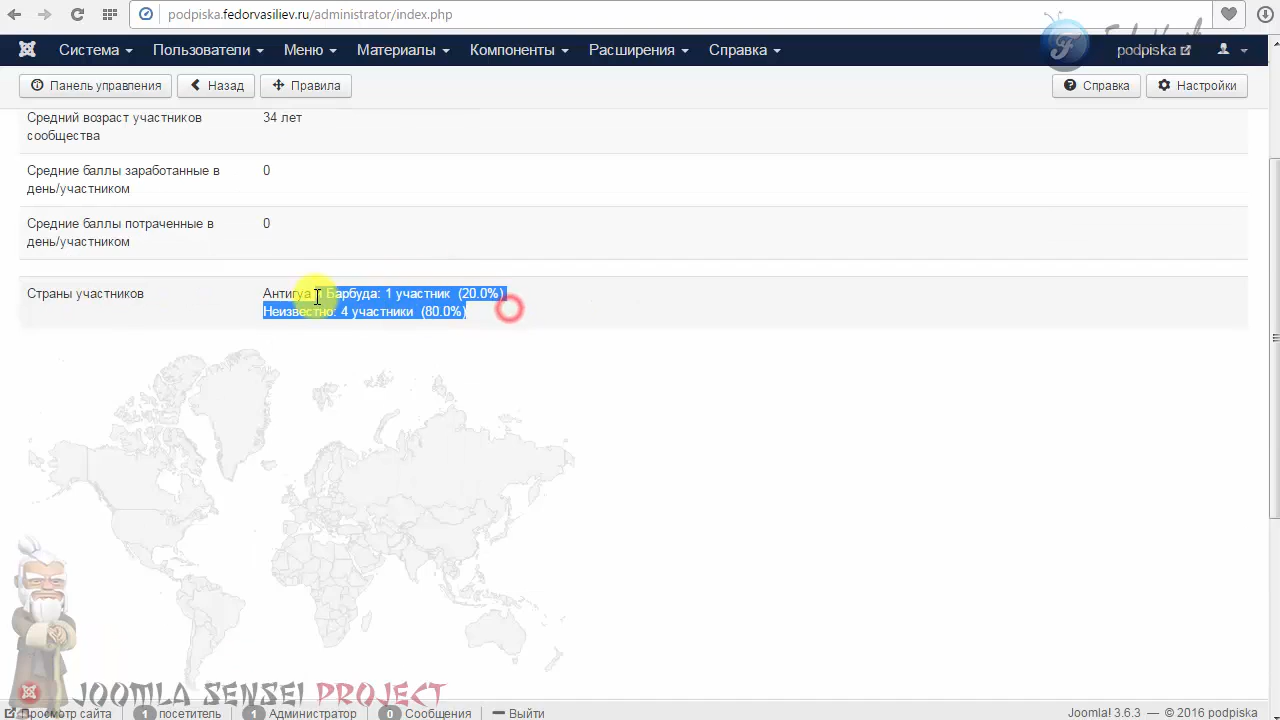 podpiska.fedorvasiliev.ru/administrator/index.php
Система Пользователи Меню Материалы Компоненты Расширения Справка podpiska
Панель управления Назад Правила Справка Настройки
Средний возраст участников сообщества 34 лет
Средние баллы заработанные в день/участником 0
Средние баллы потраченные в день/участником 0
Страны участников Антигуа и Барбуда: 1 участник (20.0%)
Неизвестно: 4 участники (80.0%)
JOOMLA SENSEI PROJECT
Просмотр сайта 1 посетитель 1 Администратор 0 Сообщения Выйти Joomla! 3.6.3 — © 2016 podpiska